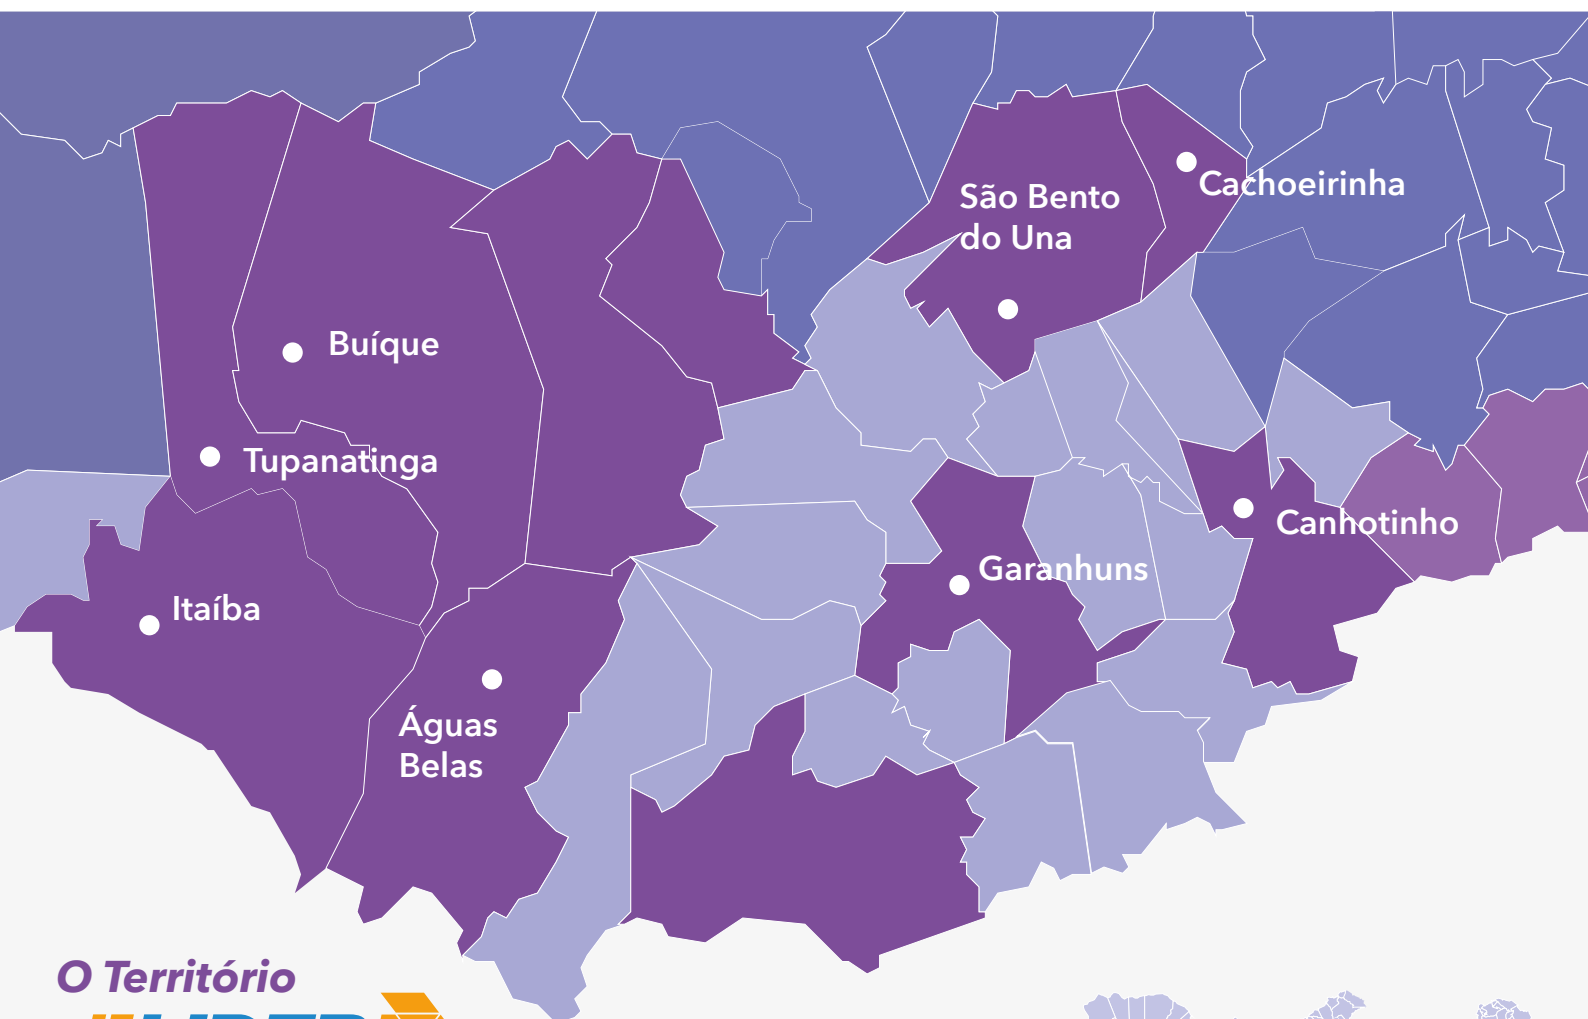 Cachoeirinha
São Bento
do Una
Buíque
Tupanatinga
Canhotinho
Garanhuns
Itaíba
Águas
Belas
O Território